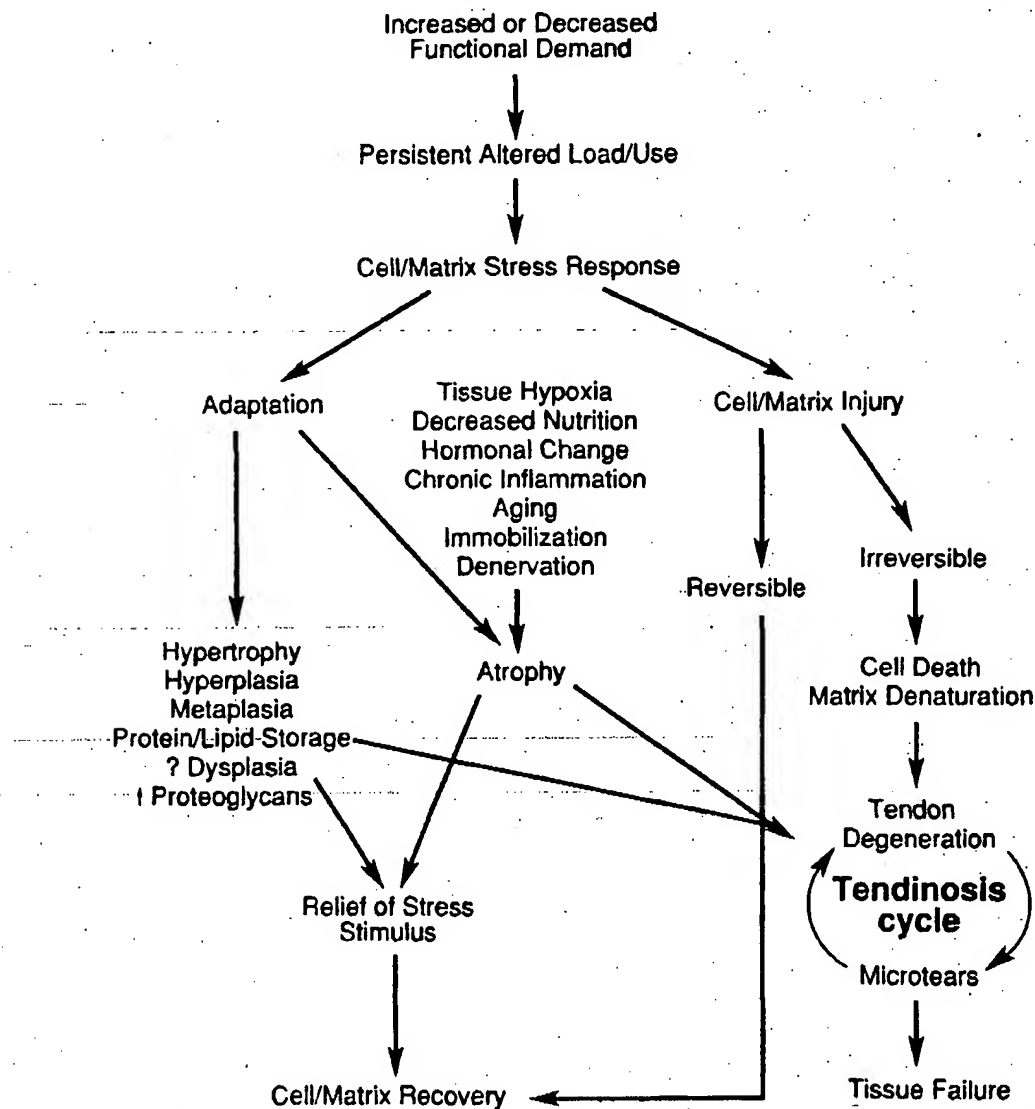 Increased or Decreased
Functional Demand
Persistent Altered Load/Use
Cell/Matrix Stress Response
Adaptation
Tissue Hypoxia
Decreased Nutrition
Hormonal Change
Chronic Inflammation
Aging
Immobilization
Denervation
Cell/Matrix Injury
Reversible
Irreversible
Hypertrophy
Hyperplasia
Metaplasia
Protein/Lipid Storage
? Dysplasia
↑ Proteoglycans
Atrophy
Cell Death
Matrix Denaturation
Tendon
Degeneration
Tendinosis
cycle
Microtears
Relief of Stress
Stimulus
Cell/Matrix Recovery
Tissue Failure